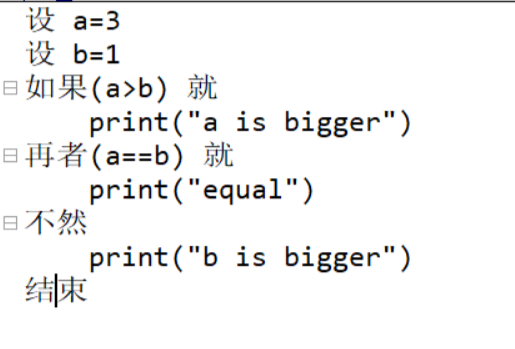 设 a=3
设 b=1
如果(a>b) 就
    print("a is bigger")
再者(a==b) 就
    print("equal")
不然
    print("b is bigger")
结束